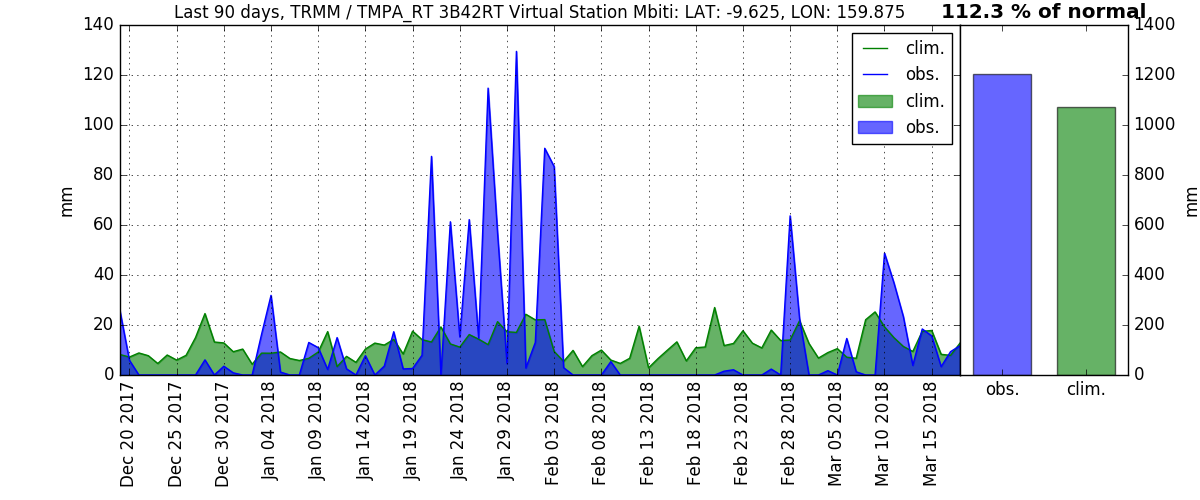 Last 90 days, TRMM / TMPA_RT 3B42RT Virtual Station Mbiti: LAT: -9.625, LON: 159.875
112.3 % of normal
mm
140
120
100
80
60
40
20
0
clim.
obs.
clim.
obs.
1400
1200
1000
800
600
400
200
0
mm
Dec 20 2017
Dec 25 2017
Dec 30 2017
Jan 04 2018
Jan 09 2018
Jan 14 2018
Jan 19 2018
Jan 24 2018
Jan 29 2018
Feb 03 2018
Feb 08 2018
Feb 13 2018
Feb 18 2018
Feb 23 2018
Feb 28 2018
Mar 05 2018
Mar 10 2018
Mar 15 2018
obs.
clim.